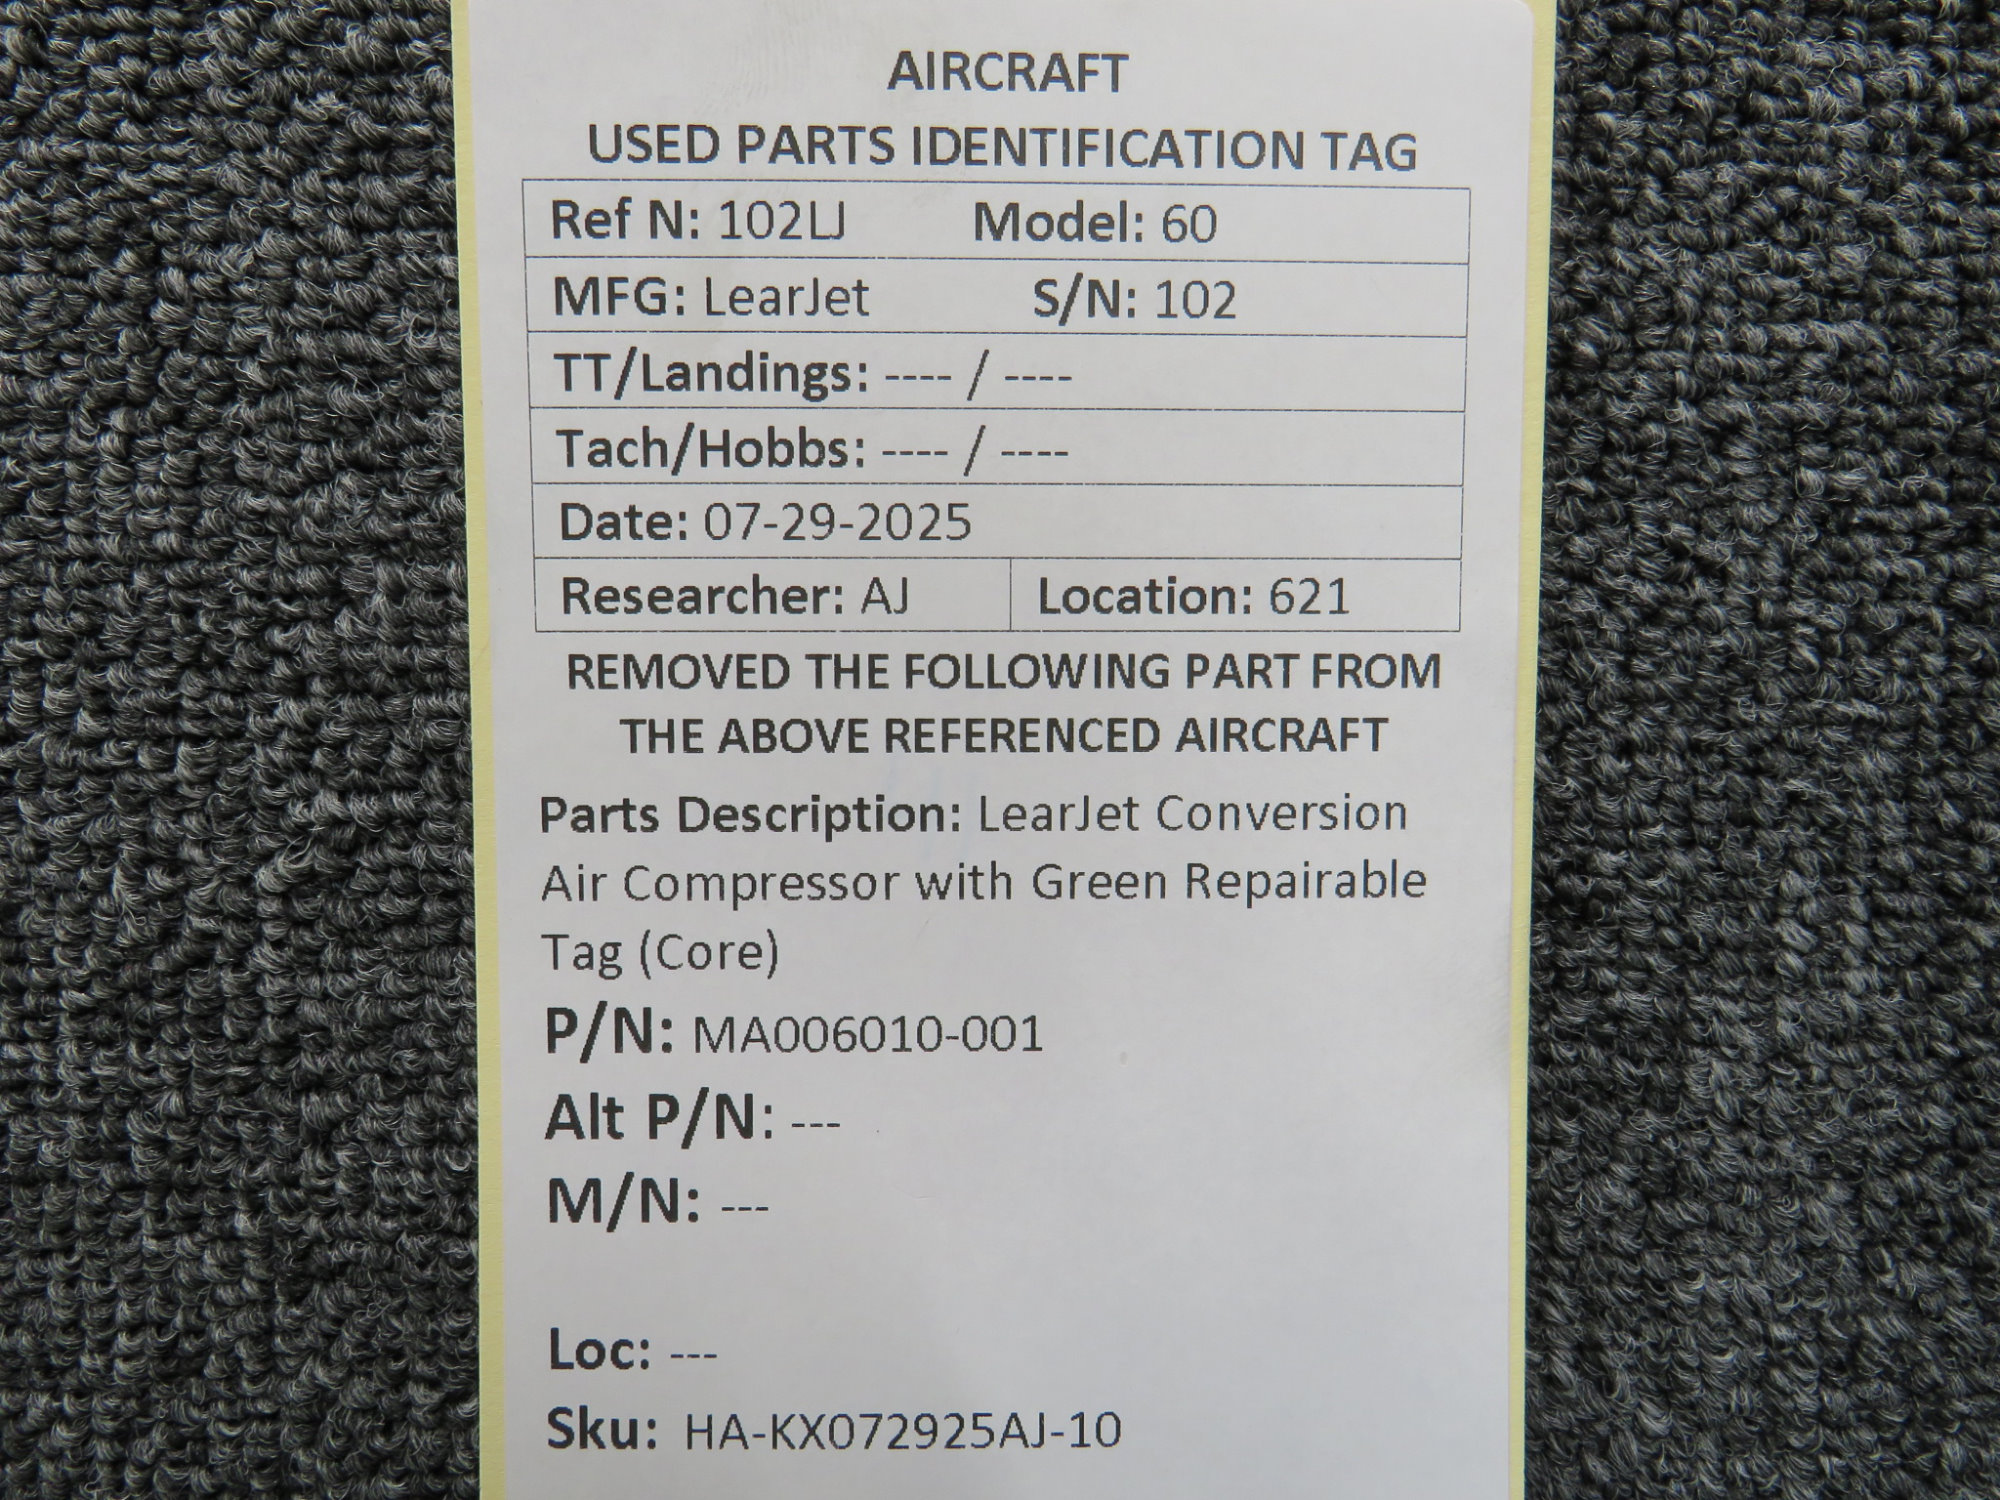 AIRCRAFT
USED PARTS IDENTIFICATION TAG
Ref N: 102LJ Model: 60
MFG: LearJet S/N: 102
TT/Landings: ---- / ----
Tach/Hobbs: ---- / ----
Date: 07-29-2025
Researcher: AJ Location: 621
REMOVED THE FOLLOWING PART FROM
THE ABOVE REFERENCED AIRCRAFT
Parts Description: LearJet Conversion
Air Compressor with Green Repairable
Tag (Core)
P/N: MA006010-001
Alt P/N: ---
M/N: ---
Loc: ---
Sku: HA-KX072925AJ-10